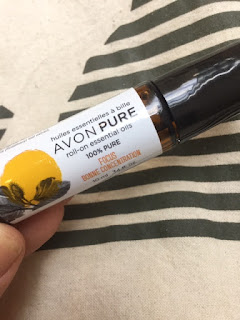 huiles essentielles à bille
AVON PURE
roll-on essential oils
100% PURE
FOCUS
BONNE CONCENTRATION